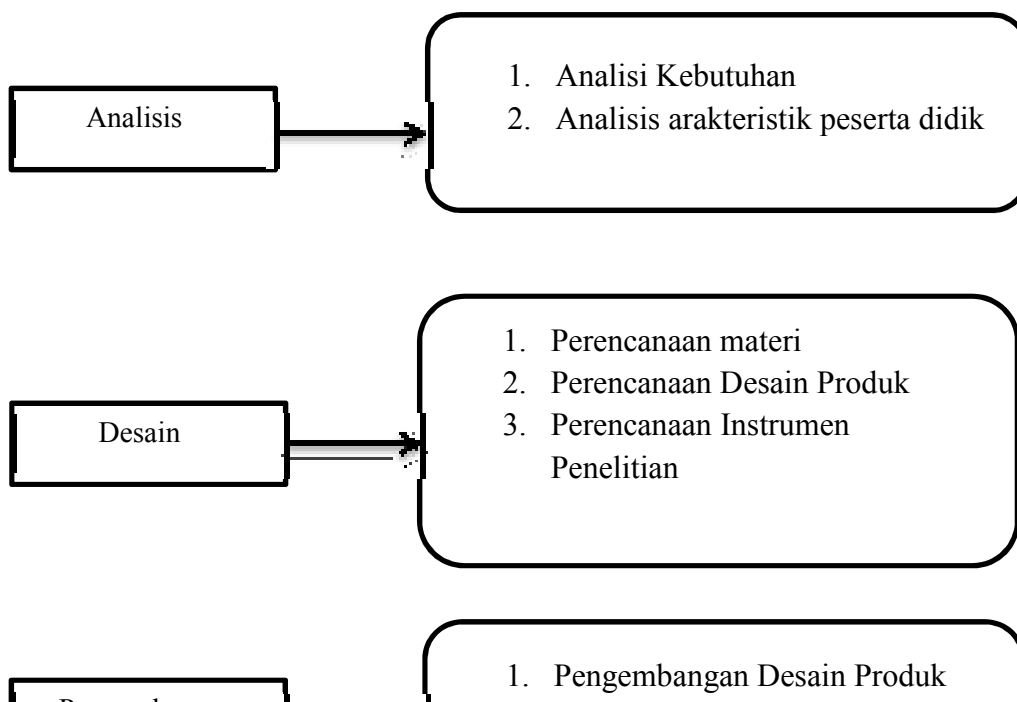 Analisis
1. Analisi Kebutuhan
2. Analisis arakteristik peserta didik
Desain
1. Perencanaan materi
2. Perencanaan Desain Produk
3. Perencanaan Instrumen
Penelitian
1. Pengembangan Desain Produk